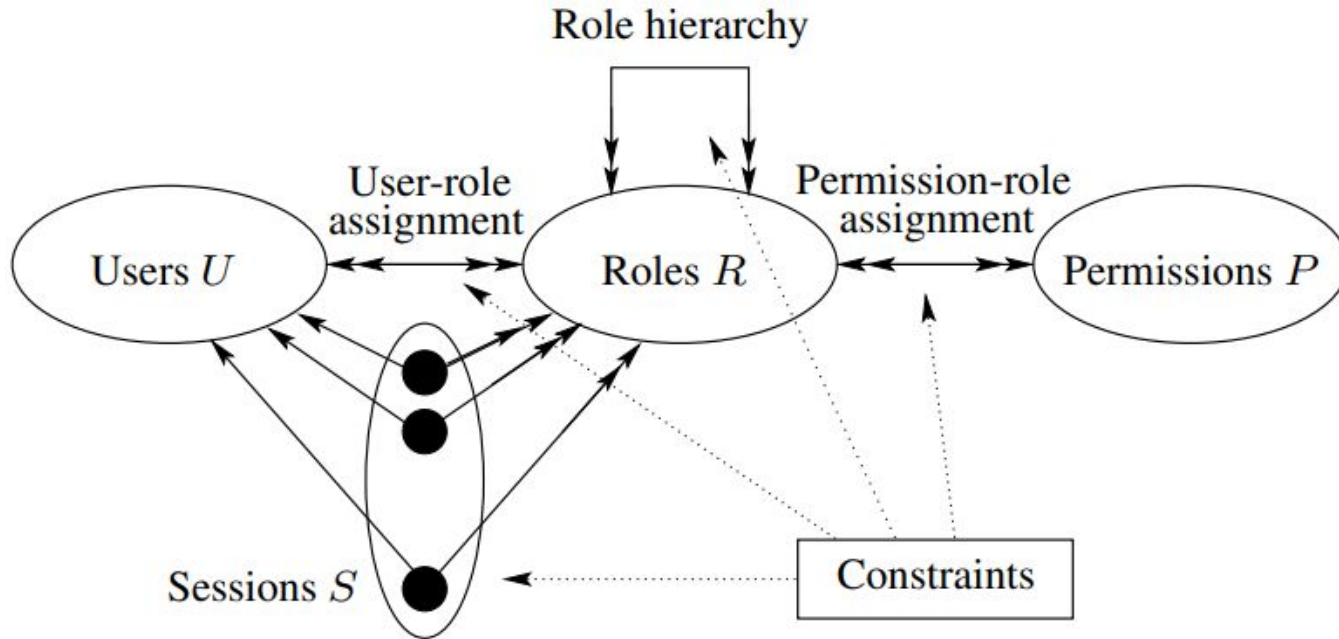 Role hierarchy
User-role
assignment
Permission-role
assignment
Users U
Roles R
Permissions P
Sessions S
Constraints